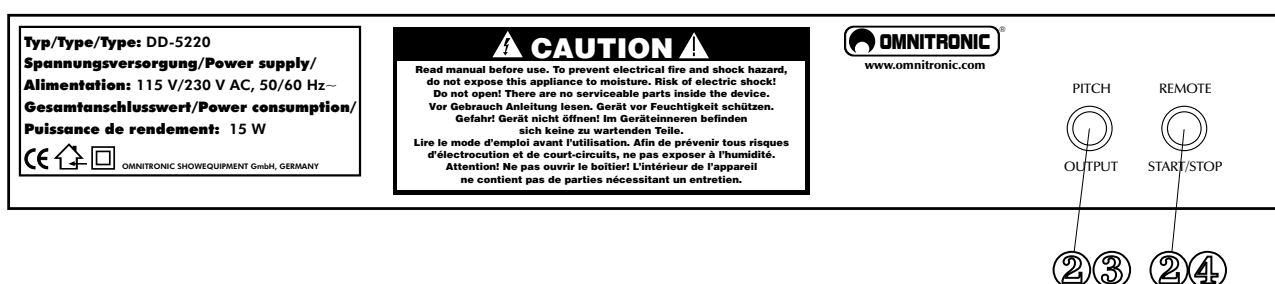 Typ/Type/Type: DD-5220
Spannungsversorgung/Power supply/
Alimentation: 115 V/230 V AC, 50/60 Hz~
Gesamtanschlusswert/Power consumption/
Puissance de rendement: 15 W
CE OMNITRONIC SHOWEQUIPMENT GmbH, GERMANY
CAUTION
Read manual before use. To prevent electrical fire and shock hazard,
do not expose this appliance to moisture. Risk of electric shock!
Do not open! There are no serviceable parts inside the device.
Vor Gebrauch Anleitung lesen. Gerät vor Feuchtigkeit schützen.
Gefahr! Gerät nicht öffnen! Im Geräteinneren befinden
sich keine zu wartenden Teile.
Lire le mode d'emploi avant l'utilisation. Afin de prévenir tous risques
d'électrocution et de court-circuits, ne pas exposer à l'humidité.
Attention! Ne pas ouvrir le boîtier! L'intérieur de l'appareil
ne contient pas de parties nécessitant un entretien.
OMNITRONIC®
www.omnitronic.com
PITCH REMOTE
OUTPUT START/STOP
②③ ②④